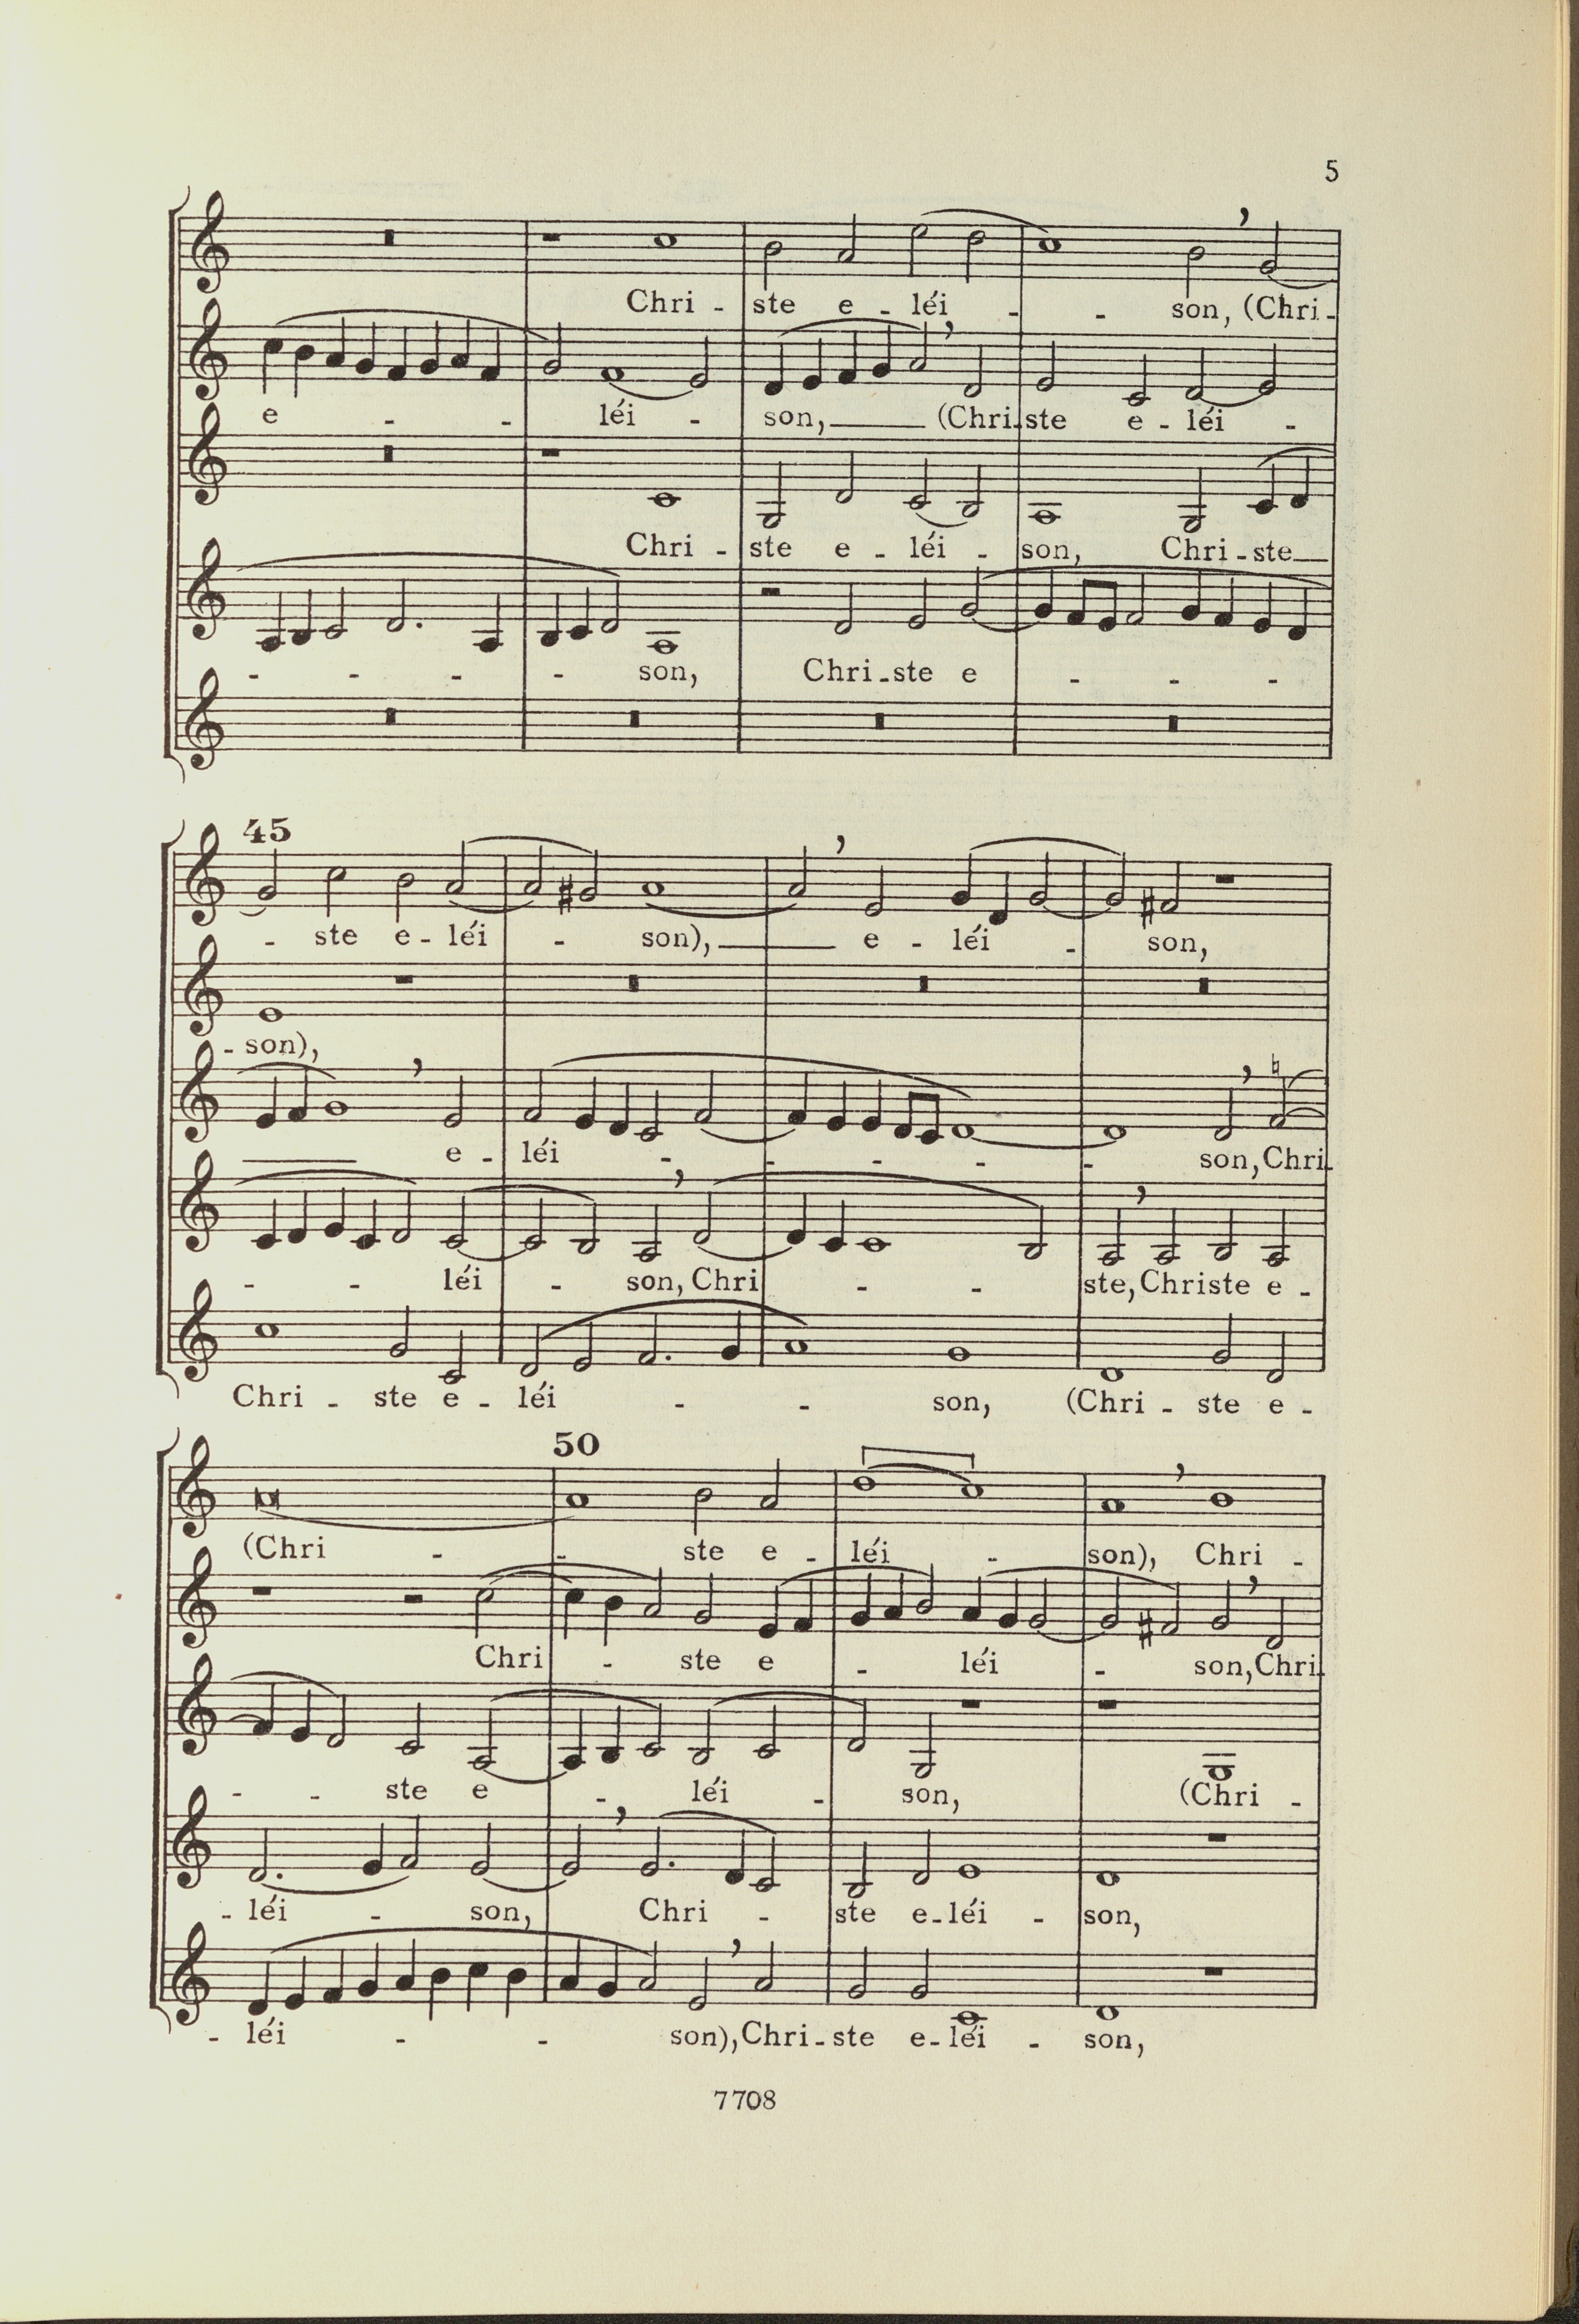 5
Chri - ste e - léi - - son, (Chri -
e - - léi - son, (Chri - ste e - léi -
Chri - ste e - léi - son, Chri - ste
- - - - son, Chri - ste e - - -
45
- ste e - léi - son), e - léi - son,
- son),
e - léi - - - - - son, Chri -
- - léi - son, Chri - - ste, Christe e -
Chri - ste e - léi - - son, (Chri - ste e -
50
(Chri - - ste e - léi - son), Chri -
Chri - ste e - léi - son, Chri -
- - ste e - léi - son, (Chri -
- léi - son, Chri - ste e - léi - son,
- léi - - son), Chri - ste e - léi - son,
7708